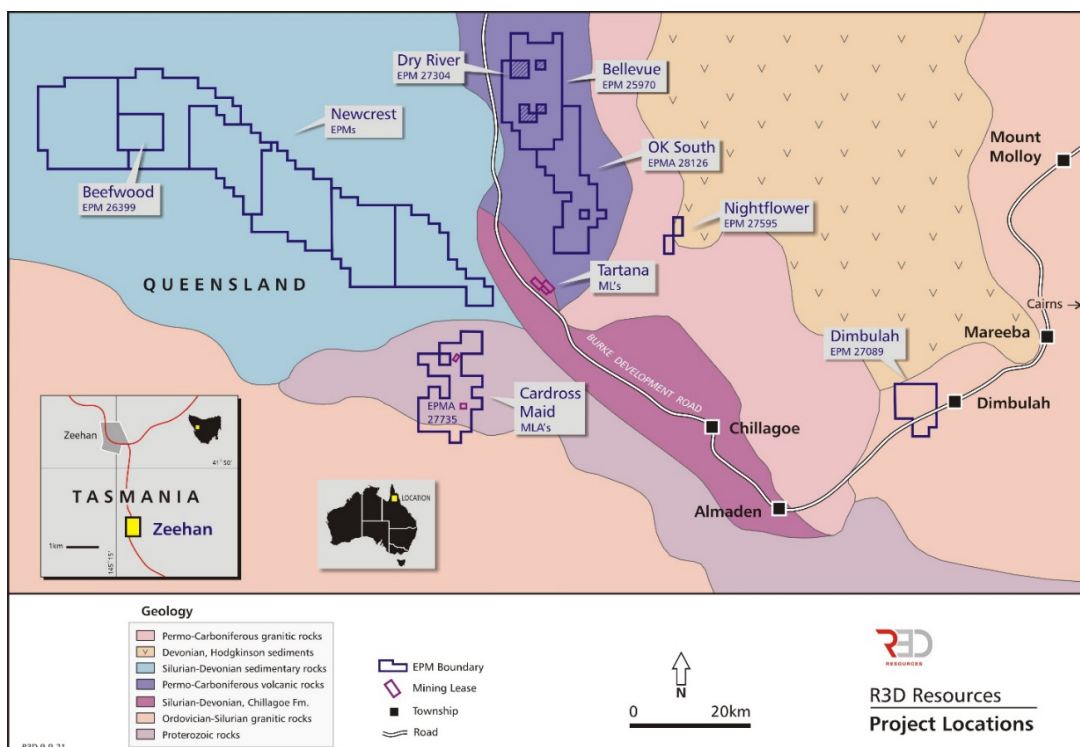 Dry River
EPM 27304
Bellevue
EPM 25970
Newcrest
EPMs
Beefwood
EPM 26399
OK South
EPMA 28126
Mount
Molloy
Nightflower
EPM 27595
QUEENSLAND
Tartana
ML's
Cairns
Mareeba
Dimbulah
EPM 27089
BURKE DEVELOPMENT ROAD
EPMA
27735
Cardross
Maid
MLA's
Dimbulah
Chillagoe
Almaden
Zeehan
41° 50'
TASMANIA
Zeehan
1km
145°15'
LOCATION
Geology
Permo-Carboniferous granitic rocks
Devonian, Hodgkinson sediments
Silurian-Devonian sedimentary rocks
Permo-Carboniferous volcanic rocks
Silurian-Devonian, Chillagoe Fm.
Ordovician-Silurian granitic rocks
Proterozoic rocks
EPM Boundary
Mining Lease
Township
Road
N
0 20km
R3D
RESOURCES
R3D Resources
Project Locations
R3D 9-9-21